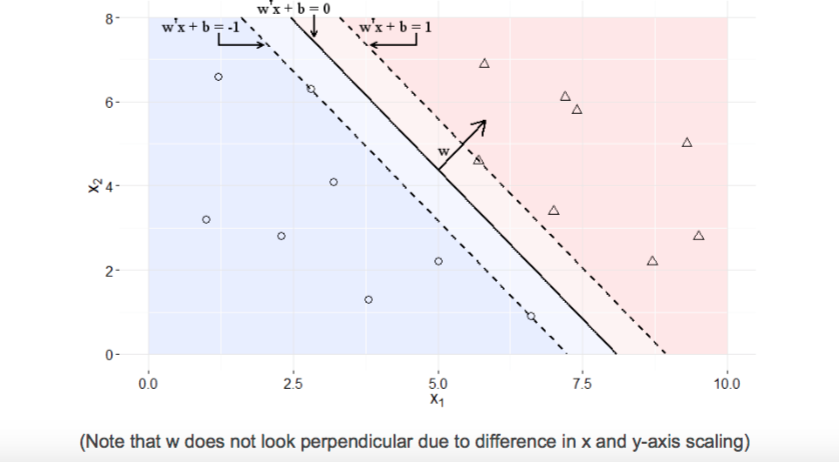 w'x + b = 0
w'x + b = -1
w'x + b = 1
8
6
4
2
0
x2
w
0.0 2.5 5.0 7.5 10.0
x1
(Note that w does not look perpendicular due to difference in x and y-axis scaling)